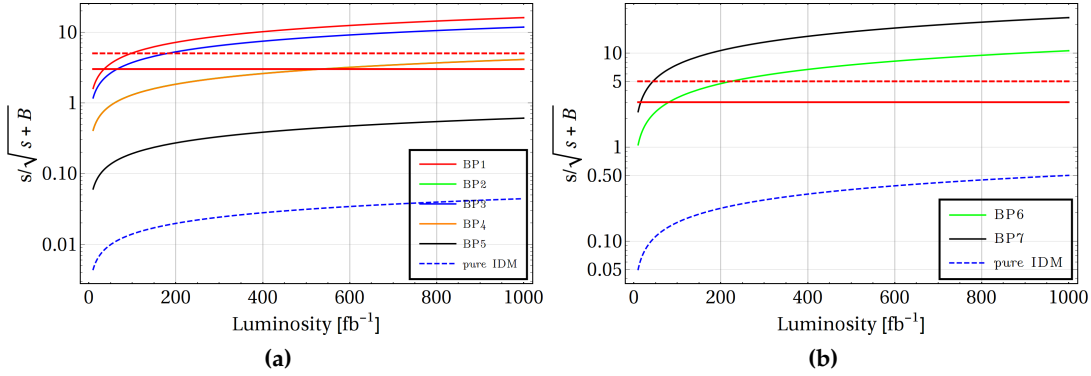 s/√s + B
10
1
0.10
0.01
BP1
BP2
BP3
BP4
BP5
pure IDM
0 200 400 600 800 1000
Luminosity [fb⁻¹]
(a)
s/√s + B
10
5
1
0.50
0.10
0.05
BP6
BP7
pure IDM
0 200 400 600 800 1000
Luminosity [fb⁻¹]
(b)